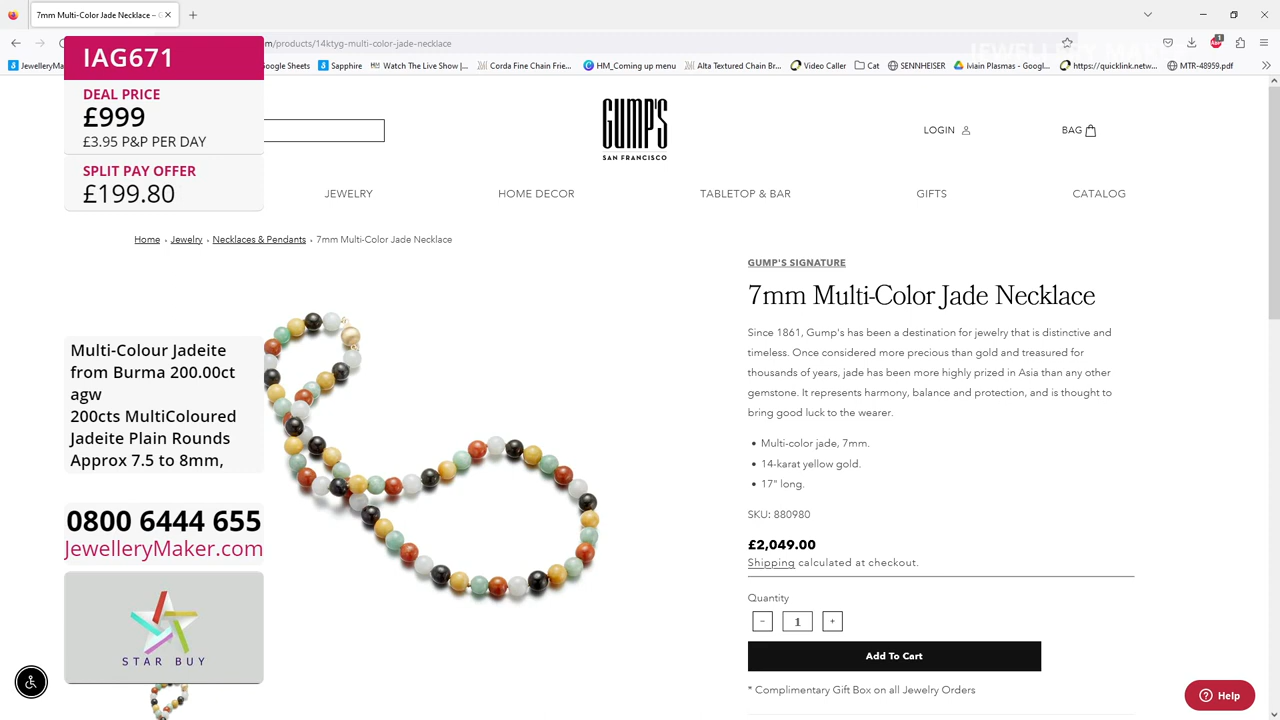 7mm Multi-Color Jade Necklace – G
om/products/14ktyg-multi-color-jade-necklace
JEWELLERY MAK
1
JewelleryMa
Google Sheets
Sapphire
Watch The Live Show |...
Corda Fine Chain Frie...
HM_Coming up menu
Alta Textured Chain Br...
Video Caller
Cat
SENNHEISER
Main Plasmas - Googl...
https://quicklink.netw...
MTR-48959.pdf
IAG671
DEAL PRICE
£999
£3.95 P&P PER DAY
SPLIT PAY OFFER
£199.80
GUMP'S
SAN FRANCISCO
LOGIN
BAG
JEWELRY
HOME DECOR
TABLETOP & BAR
GIFTS
CATALOG
Home › Jewelry › Necklaces & Pendants › 7mm Multi-Color Jade Necklace
GUMP'S SIGNATURE
7mm Multi-Color Jade Necklace
Since 1861, Gump's has been a destination for jewelry that is distinctive and
timeless. Once considered more precious than gold and treasured for
thousands of years, jade has been more highly prized in Asia than any other
gemstone. It represents harmony, balance and protection, and is thought to
bring good luck to the wearer.
• Multi-color jade, 7mm.
• 14-karat yellow gold.
• 17" long.
SKU: 880980
£2,049.00
Shipping calculated at checkout.
Quantity
− 1 +
Add To Cart
* Complimentary Gift Box on all Jewelry Orders
Multi-Colour Jadeite
from Burma 200.00ct
agw
200cts MultiColoured
Jadeite Plain Rounds
Approx 7.5 to 8mm,
0800 6444 655
JewelleryMaker.com
STAR BUY
Help